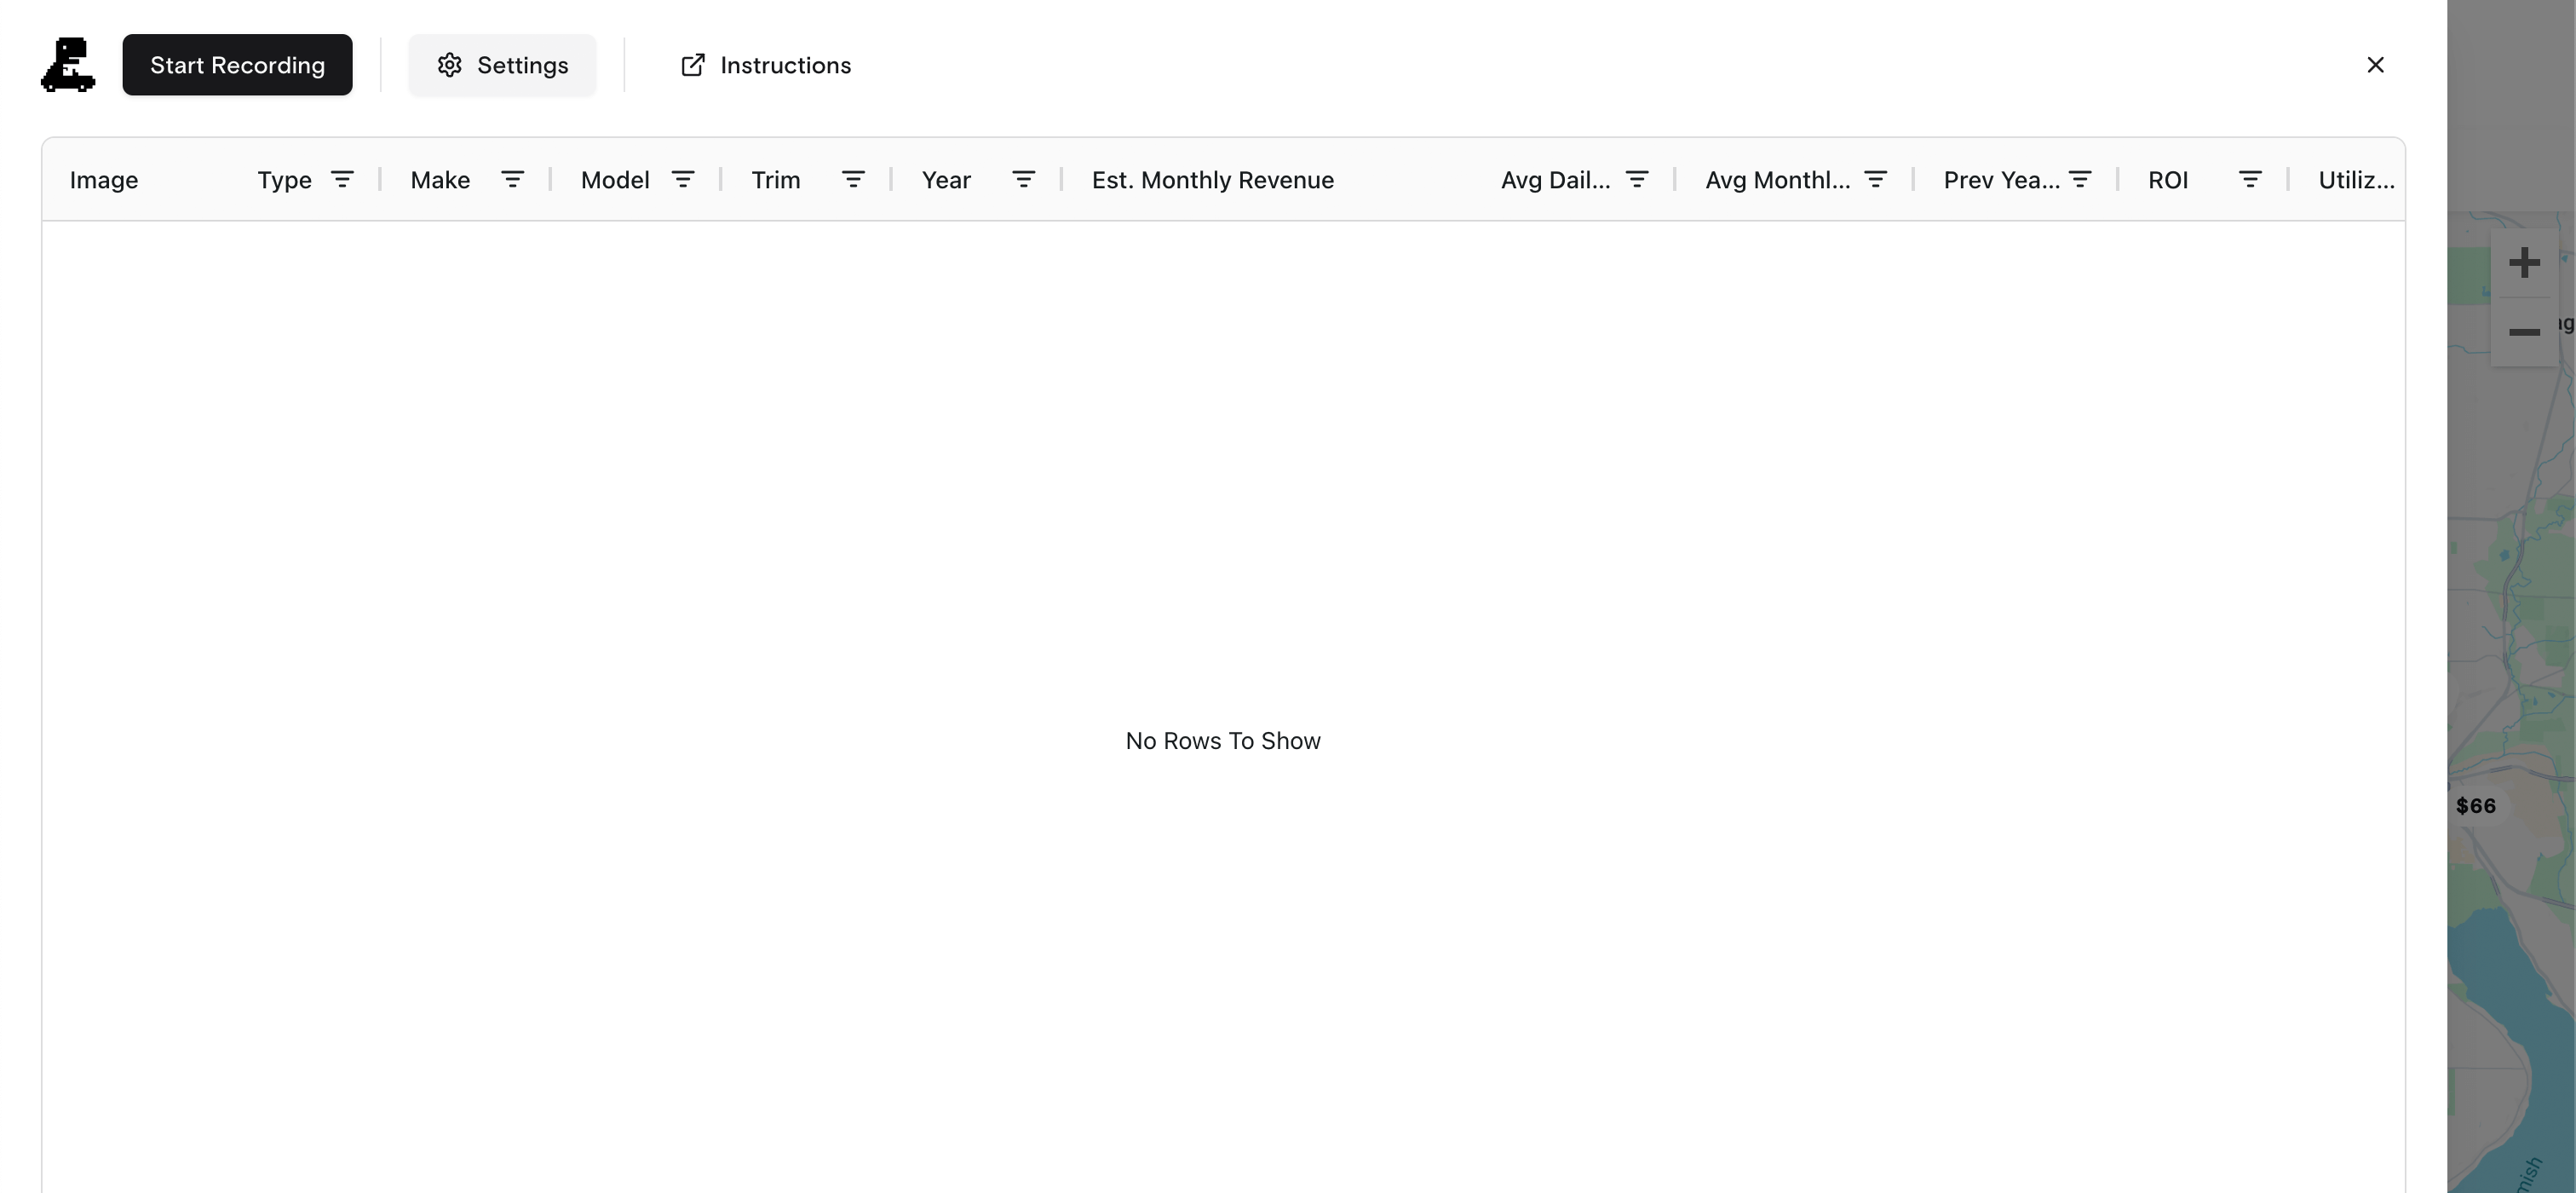 Start Recording
Settings
Instructions
Image
Type
Make
Model
Trim
Year
Est. Monthly Revenue
Avg Dail...
Avg Monthl...
Prev Yea...
ROI
Utiliz...
No Rows To Show
$66